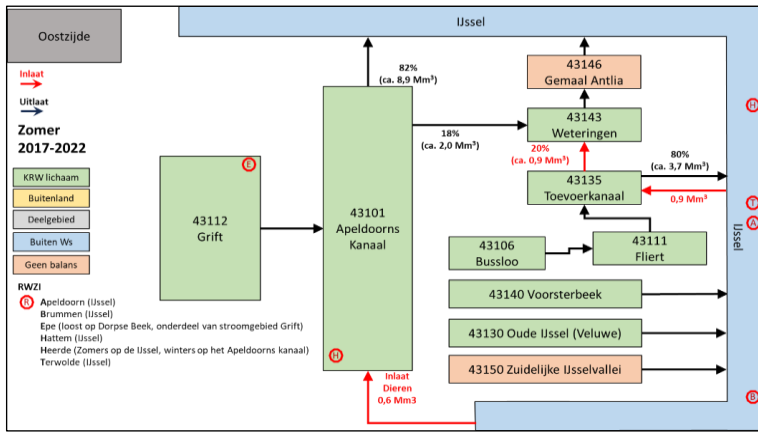 IJssel
Oostzijde
Inlaat
Uitlaat
Zomer
2017-2022
KRW lichaam
Buitenland
Deelgebied
Buiten Ws
Geen balans
RWZI
R
Apeldoorn (IJssel)
Brummen (IJssel)
Epe (loost op Dorpse Beek, onderdeel van stroomgebied Grift)
Hattem (IJssel)
Heerde (Zomers op de IJssel, winters op het Apeldoorns kanaal)
Terwolde (IJssel)
E
43112
Grift
82%
(ca. 8,9 Mm³)
43101
Apeldoorns
Kanaal
H
Inlaat
Dieren
0,6 Mm3
18%
(ca. 2,0 Mm³)
43146
Gemaal Antlia
43143
Weteringen
20%
(ca. 0,9 Mm³)
80%
(ca. 3,7 Mm³)
43135
Toevoerkanaal
0,9 Mm³
43106
Bussloo
43111
Fliert
43140 Voorsterbeek
43130 Oude IJssel (Veluwe)
43150 Zuidelijke IJsselvallei
H
T
A
IJssel
B